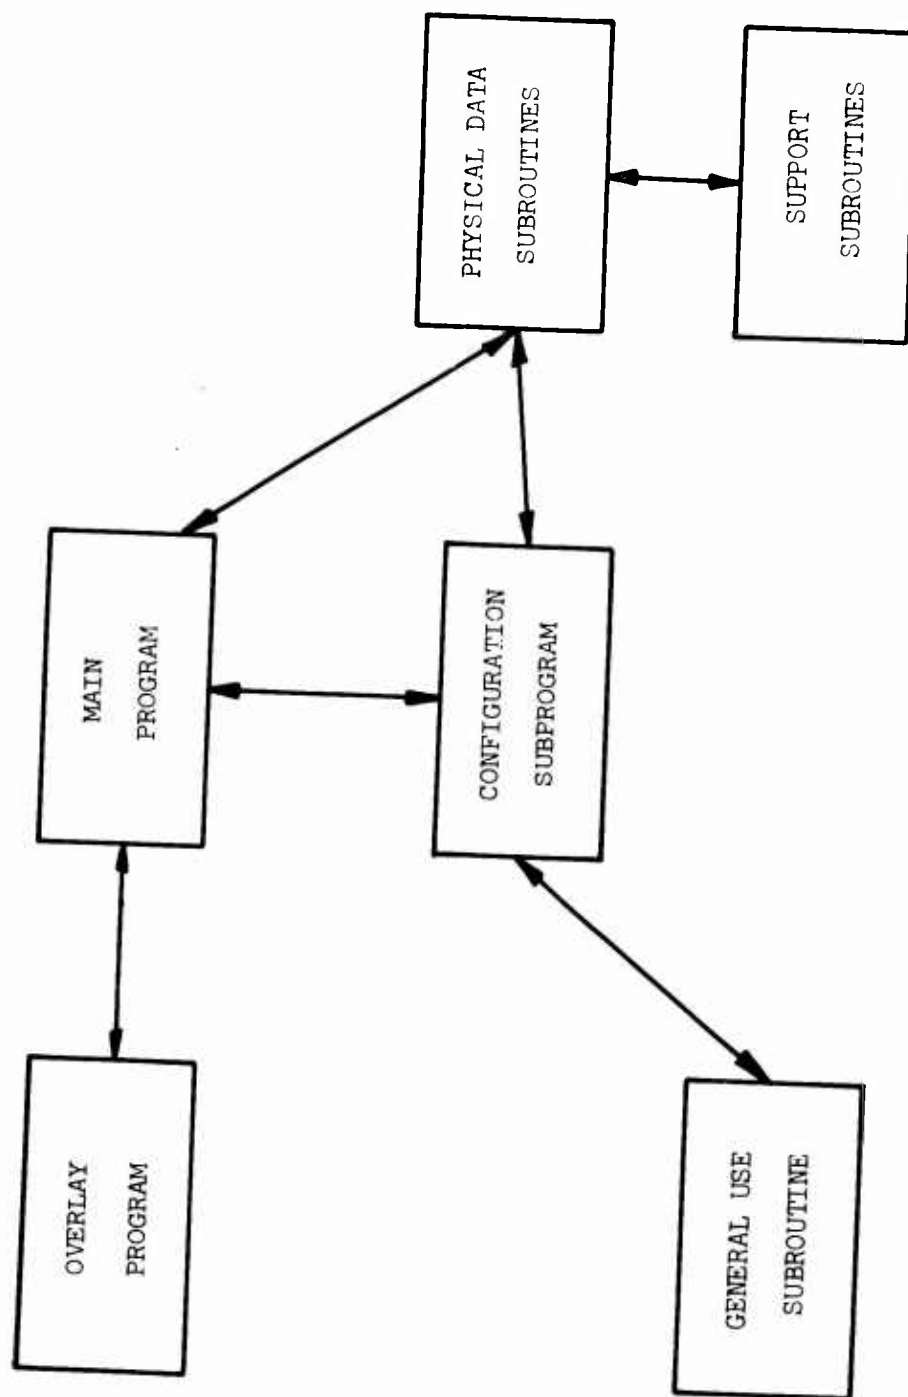 OVERLAY
PROGRAM
MAIN
PROGRAM
PHYSICAL DATA
SUBROUTINES
CONFIGURATION
SUBPROGRAM
GENERAL USE
SUBROUTINE
SUPPORT
SUBROUTINES